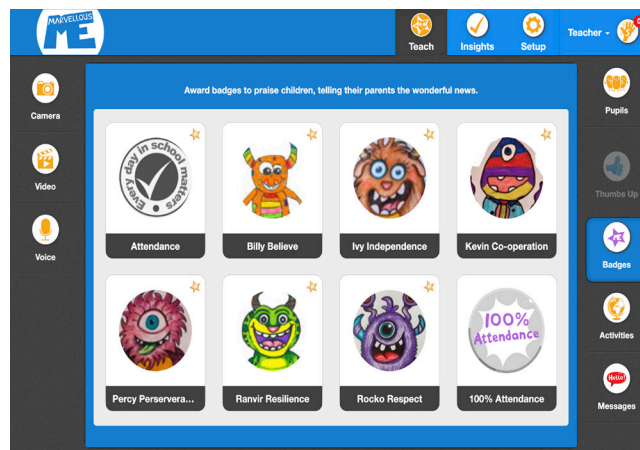 MARVELLOUS
ME
Teach
Insights
Setup
Teacher
Camera
Video
Voice
Award badges to praise children, telling their parents the wonderful news.
Every day in school matters
Attendance
Billy Believe
Ivy Independence
Kevin Co-operation
Percy Perservera...
Ranvir Resilience
Rocko Respect
100%
Attendance
100% Attendance
Pupils
Thumbs Up
Badges
Activities
Hello!
Messages